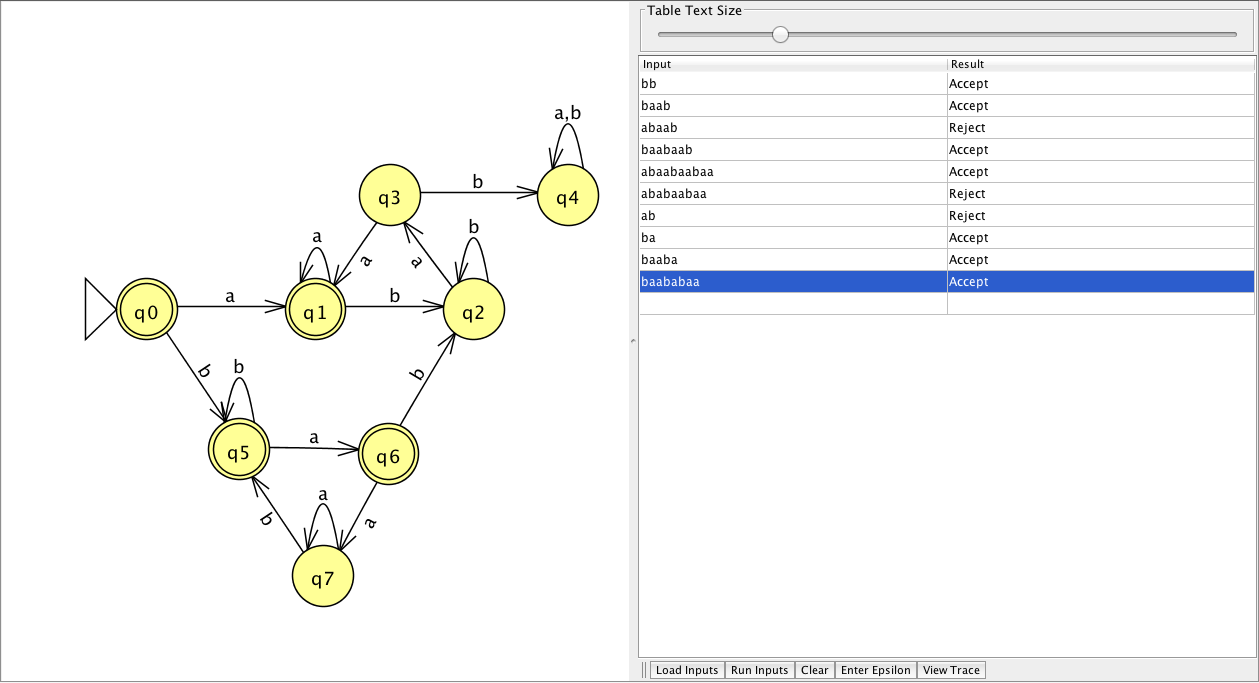 Table Text Size
Input Result
bb Accept
baab Accept
abaab Reject
baabaab Accept
abaabaabaa Accept
ababaabaa Reject
ab Reject
ba Accept
baaba Accept
baababaa Accept
Load Inputs Run Inputs Clear Enter Epsilon View Trace
a,b
q3 b q4
a a a b
q0 a q1 b q2
b b b
q5 a q6
b a a
q7